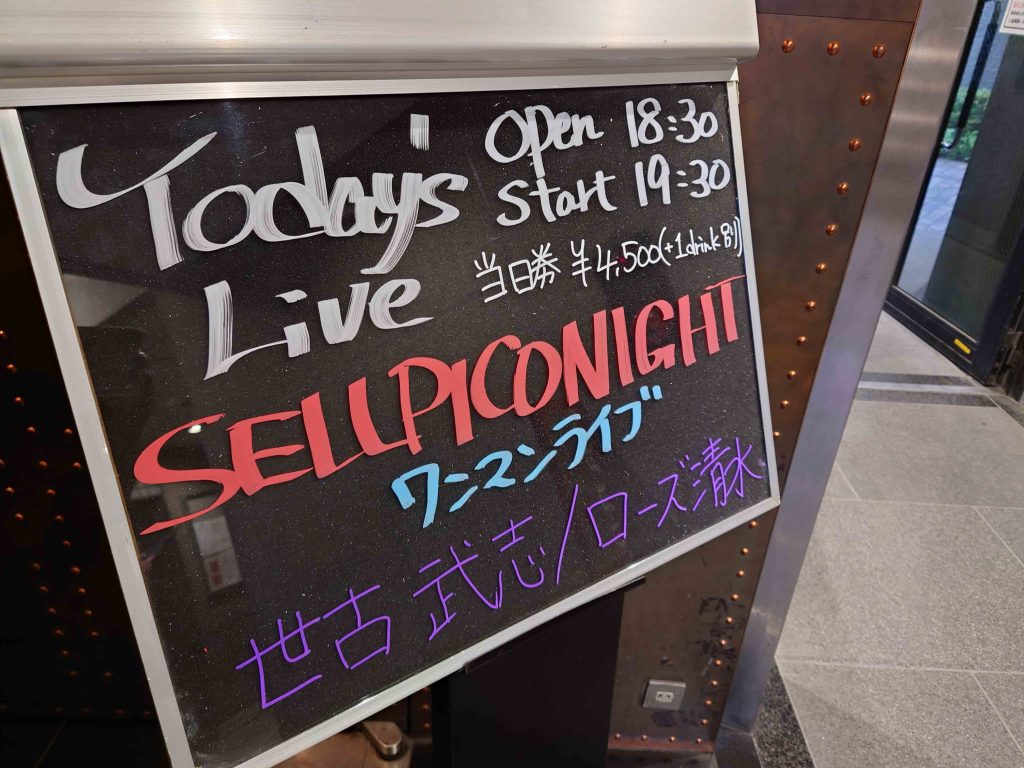 Today's
Live
Open 18:30
Start 19:30
当日券 ¥4,500(+1drink別)
SELLPICONIGHT
ワンマンライブ
世古 武志/ローズ清水